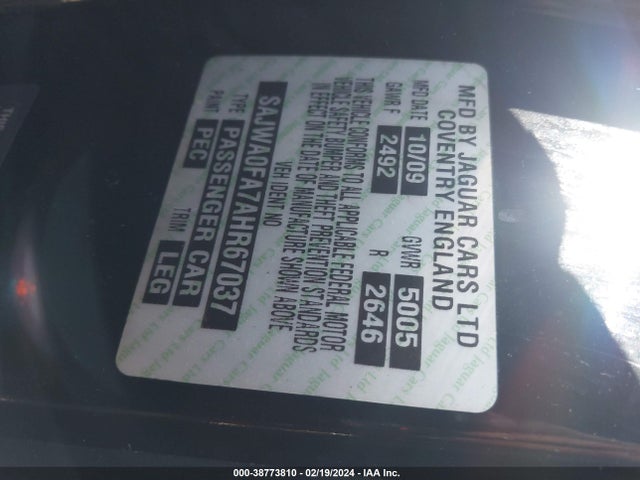 MFD BY JAGUAR CARS LTD
COVENTRY ENGLAND
MFD DATE 10/09 GVWR 5005
GAWR F 2492 R 2646
THIS VEHICLE CONFORMS TO ALL APPLICABLE FEDERAL MOTOR
VEHICLE SAFETY, BUMPER AND THEFT PREVENTION STANDARDS
IN EFFECT ON THE DATE OF MANUFACTURE SHOWN ABOVE
VEH IDENT NO
SAJWA0FA7AHR67037
TYPE PASSENGER CAR
PAINT PEC TRIM LEG
000-38773810 - 02/19/2024 - IAA Inc.